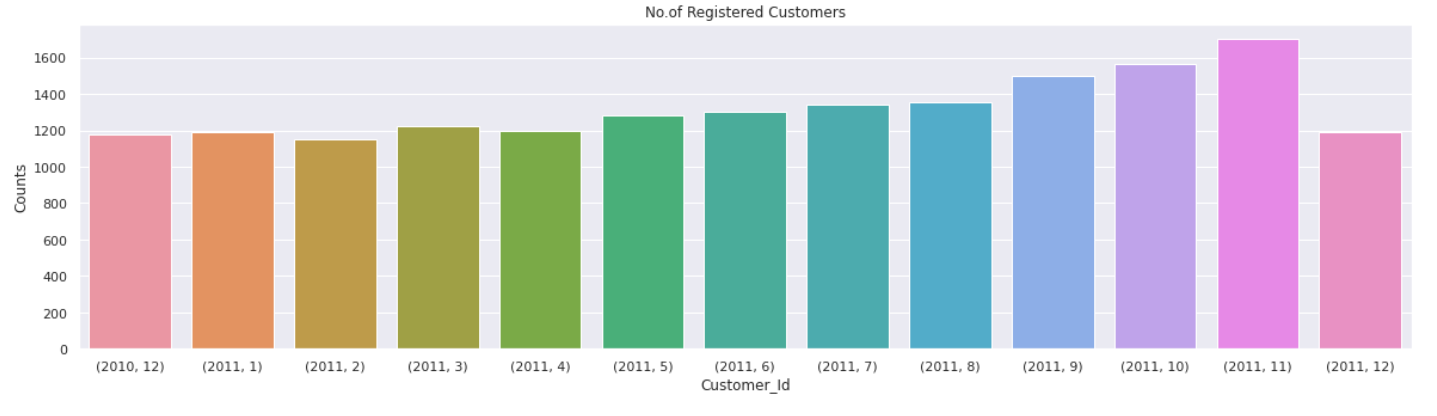 No.of Registered Customers
Counts
1600
1400
1200
1000
800
600
400
200
0
(2010, 12) (2011, 1) (2011, 2) (2011, 3) (2011, 4) (2011, 5) (2011, 6) (2011, 7) (2011, 8) (2011, 9) (2011, 10) (2011, 11) (2011, 12)
Customer_Id